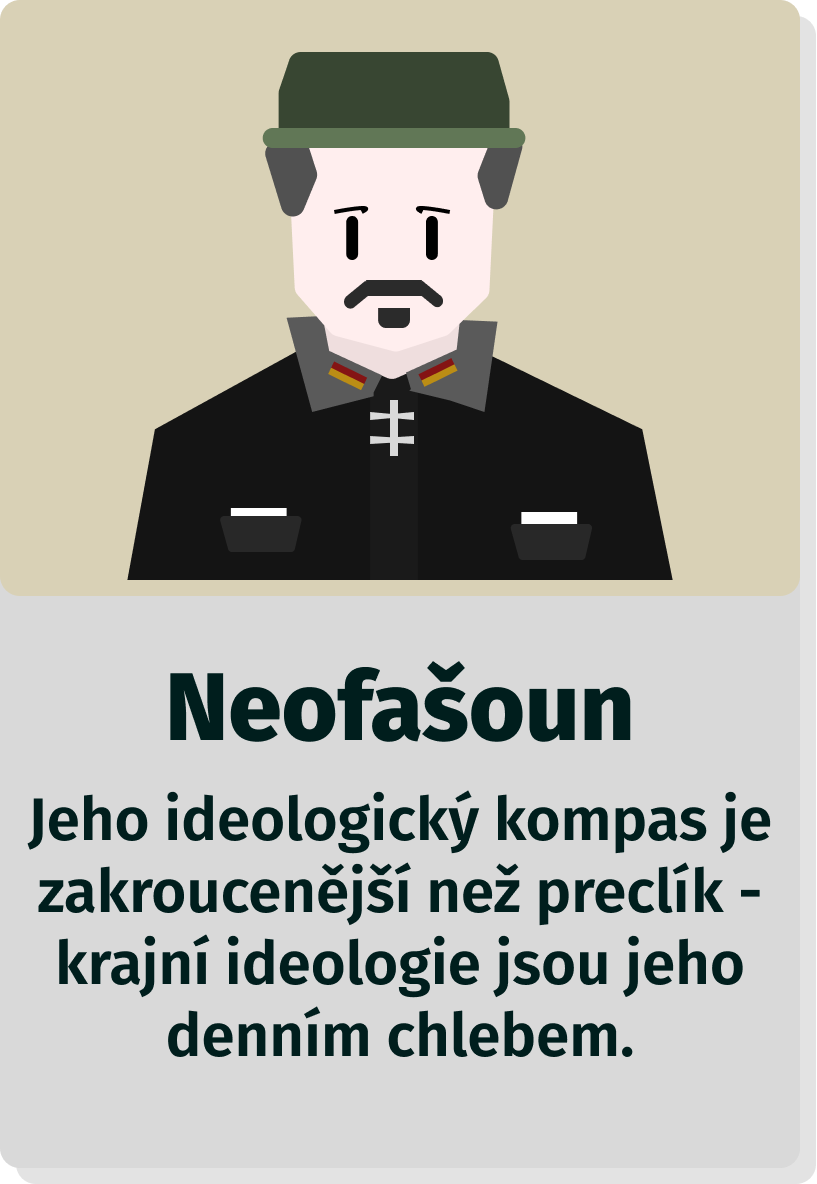 Neofašoun
Jeho ideologický kompas je
zakroucenější než preclík -
krajní ideologie jsou jeho
denním chlebem.